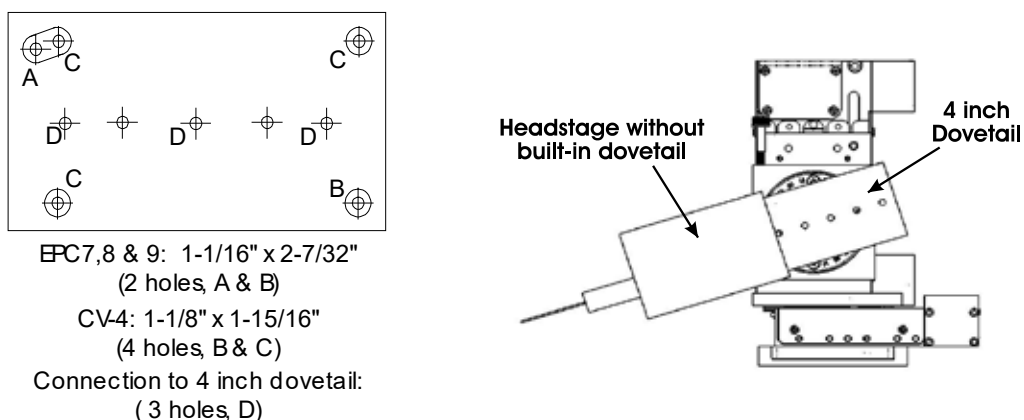 C
C
A
D
D
D
C
B
EPC7,8 & 9: 1-1/16" x 2-7/32"
(2 holes, A & B)
CV-4: 1-1/8" x 1-15/16"
(4 holes, B & C)
Connection to 4 inch dovetail:
( 3 holes, D)
Headstage without
built-in dovetail
4 inch
Dovetail